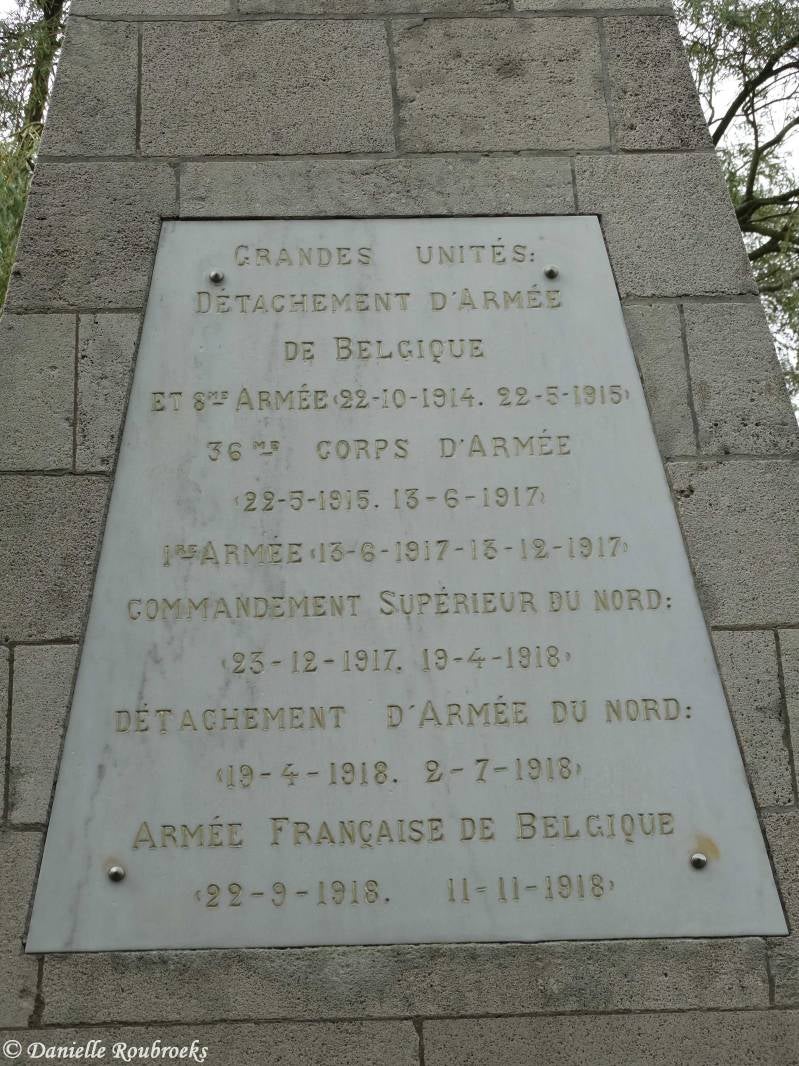 GRANDES UNITÉS:
DÉTACHEMENT D'ARMÉE
DE BELGIQUE
ET 8ME ARMÉE (22-10-1914. 22-5-1915)
36ME CORPS D'ARMÉE
(22-5-1915. 13-6-1917)
1RE ARMÉE (13-6-1917-13-12-1917)
COMMANDEMENT SUPÉRIEUR DU NORD:
(23-12-1917. 19-4-1918)
DÉTACHEMENT D'ARMÉE DU NORD:
(19-4-1918. 2-7-1918)
ARMÉE FRANÇAISE DE BELGIQUE
(22-9-1918. 11=11-1918)
© Danielle Roubroeks